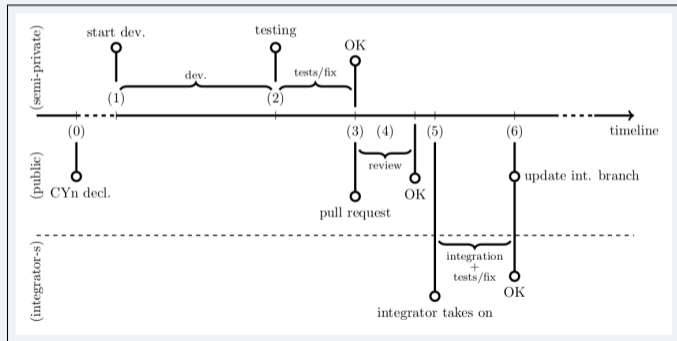 (semi-private)
start dev.
testing
OK
dev.
tests/fix
(1)
(2)
(0)
(3)
(4)
(5)
(6)
timeline
(public)
review
CYn decl.
OK
update int. branch
pull request
(integrator-s)
integration
+
tests/fix
OK
integrator takes on